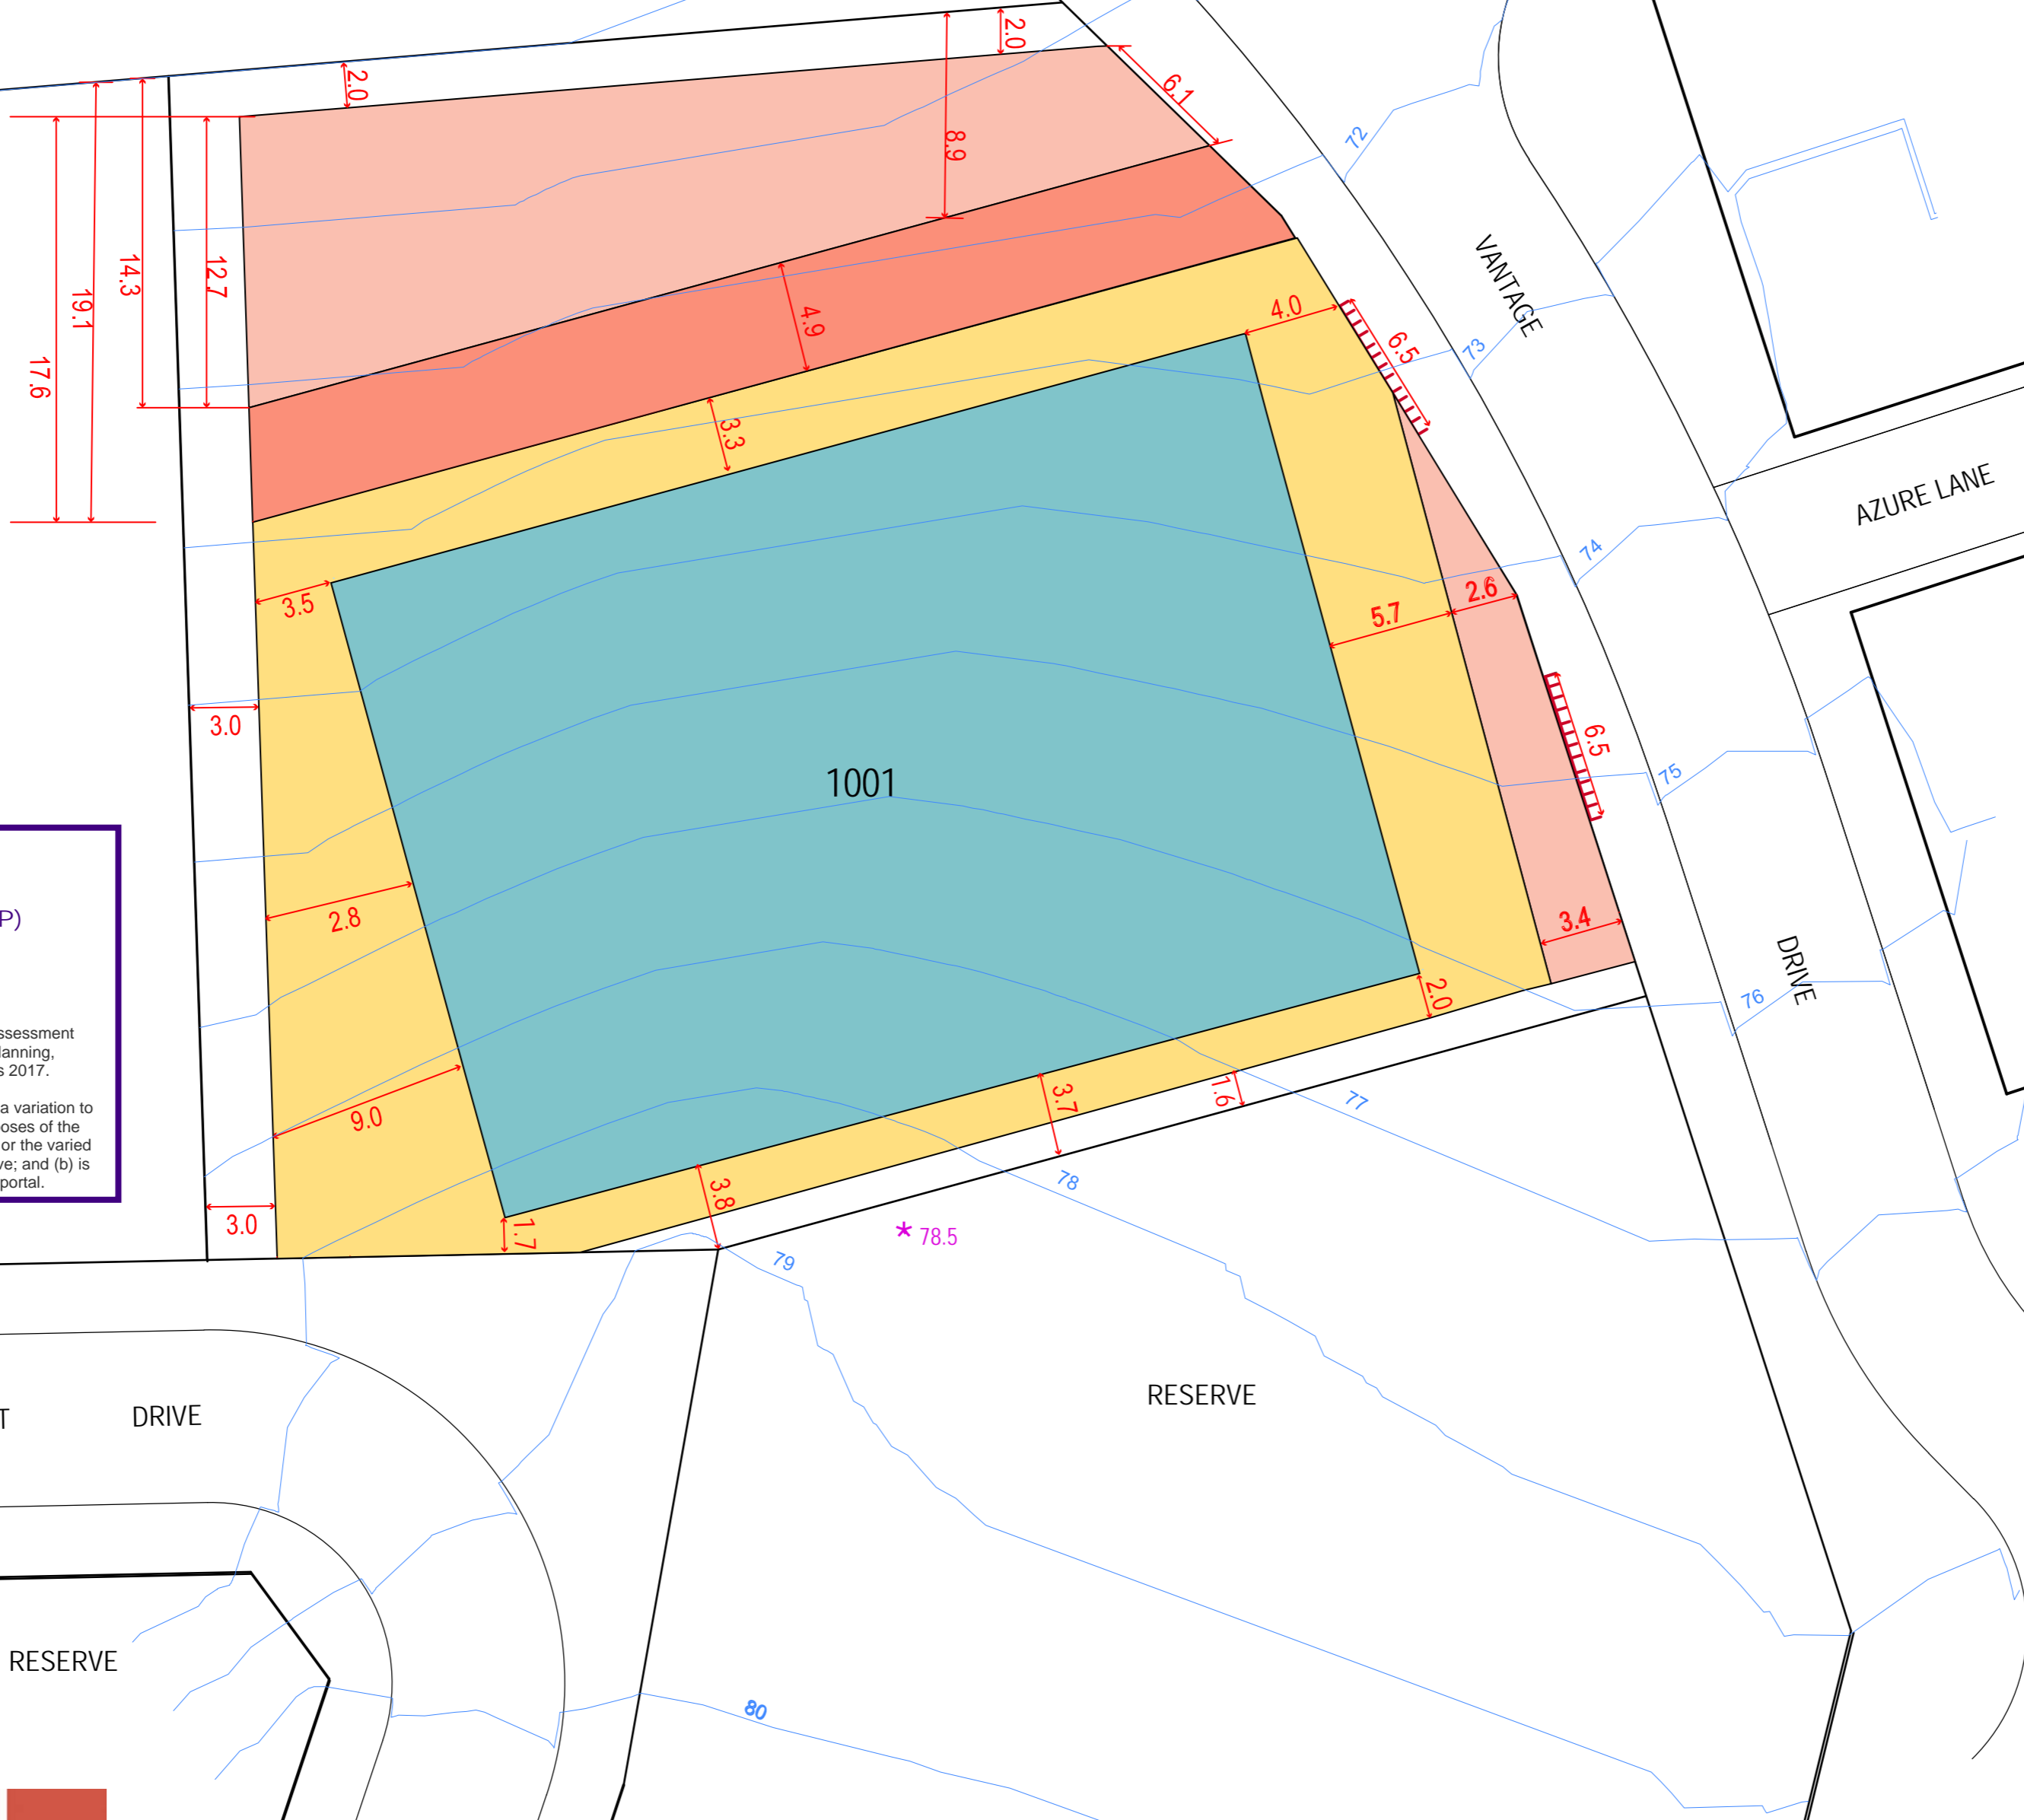 2.0
2.0
6.1
8.9
72
14.3
12.7
19.1
17.6
4.9
4.0
6.5
VANTAGE
73
3.3
AZURE LANE
74
3.5
5.7
2.6
3.0
6.5
75
1001
2.8
3.4
P)
DRIVE
2.0
76
ssessment
lanning,
s 2017.
a variation to
oses of the
or the varied
ve; and (b) is
portal.
9.0
3.7
1.6
77
3.8
78
3.0
1.7
* 78.5
79
RESERVE
T DRIVE
RESERVE
80